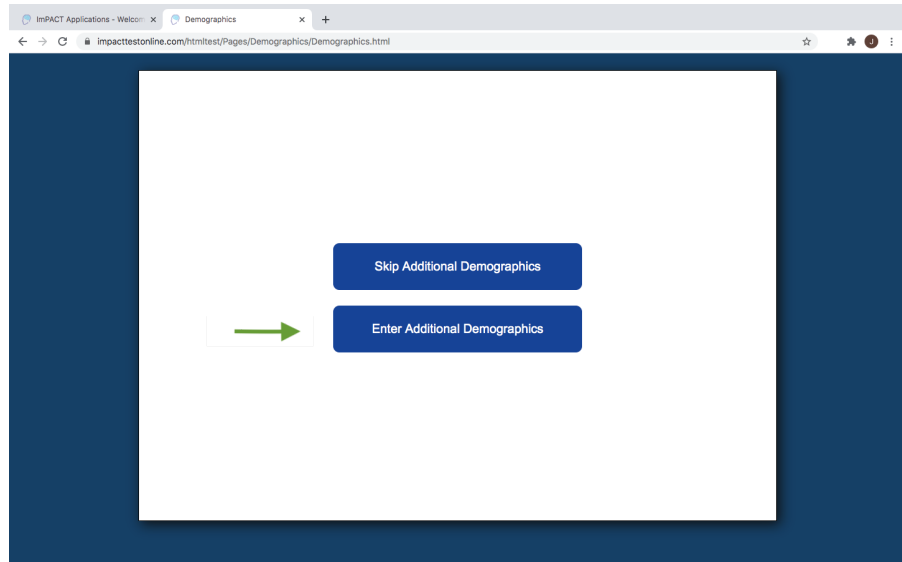 ImPACT Applications - Welcom
Demographics
impacttestonline.com/htmltest/Pages/Demographics/Demographics.html
J
Skip Additional Demographics
Enter Additional Demographics